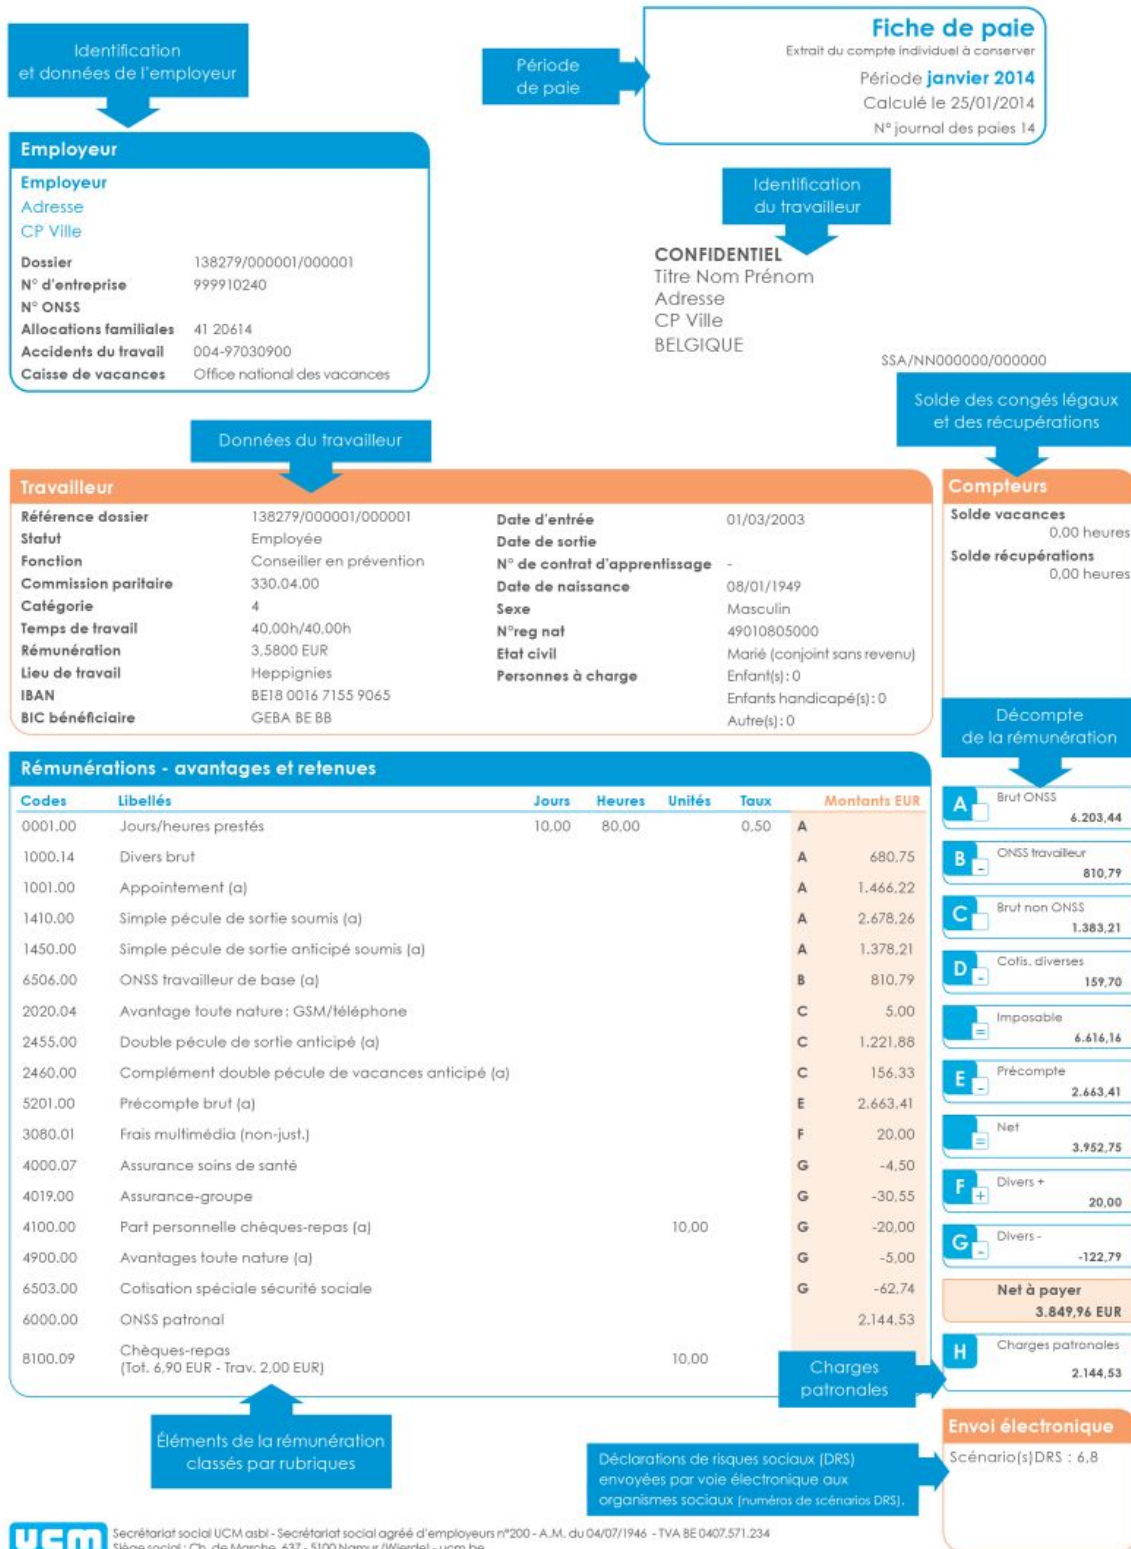 Identification
et données de l'employeur
Période
de paie
Fiche de paie
Extrait du compte individuel à conserver
Période janvier 2014
Calculé le 25/01/2014
N° journal des paies 14
Employeur
Employeur
Adresse
CP Ville
Dossier 138279/000001/000001
N° d'entreprise 999910240
N° ONSS
Allocations familiales 41 20614
Accidents du travail 004-97030900
Caisse de vacances Office national des vacances
Identification
du travailleur
CONFIDENTIEL
Titre Nom Prénom
Adresse
CP Ville
BELGIQUE
SSA/NN000000/000000
Solde des congés légaux
et des récupérations
Données du travailleur
Travailleur
Référence dossier 138279/000001/000001
Statut Employée
Fonction Conseiller en prévention
Commission paritaire 330.04.00
Catégorie 4
Temps de travail 40,00h/40,00h
Rémunération 3,5800 EUR
Lieu de travail Heppignies
IBAN BE18 0016 7155 9065
BIC bénéficiaire GEBA BE BB
Date d'entrée 01/03/2003
Date de sortie
N° de contrat d'apprentissage -
Date de naissance 08/01/1949
Sexe Masculin
N°reg nat 49010805000
Etat civil Marié (conjoint sans revenu)
Personnes à charge Enfant(s): 0
Enfants handicapé(s): 0
Autre(s): 0
Compteurs
Solde vacances
0,00 heures
Solde récupérations
0,00 heures
Décompte
de la rémunération
Rémunérations - avantages et retenues
Codes Libellés Jours Heures Unités Taux Montants EUR
0001.00 Jours/heures prestés 10,00 80,00 0,50 A
1000.14 Divers brut A 680,75
1001.00 Appointement (a) A 1.466,22
1410.00 Simple pécule de sortie soumis (a) A 2.678,26
1450.00 Simple pécule de sortie anticipé soumis (a) A 1.378,21
6506.00 ONSS travailleur de base (a) B 810,79
2020.04 Avantage toute nature: GSM/téléphone C 5,00
2455.00 Double pécule de sortie anticipé (a) C 1.221,88
2460.00 Complément double pécule de vacances anticipé (a) C 156,33
5201.00 Précompte brut (a) E 2.663,41
3080.01 Frais multimédia (non-just.) F 20,00
4000.07 Assurance soins de santé G -4,50
4019.00 Assurance-groupe G -30,55
4100.00 Part personnelle chèques-repas (a) 10,00 G -20,00
4900.00 Avantages toute nature (a) G -5,00
6503.00 Cotisation spéciale sécurité sociale G -62,74
6000.00 ONSS patronal 2.144,53
8100.09 Chèques-repas 10,00
(Tot. 6,90 EUR - Trav. 2,00 EUR)
A Brut ONSS
6.203,44
B - ONSS travailleur
810,79
C Brut non ONSS
1.383,21
D - Cotis. diverses
159,70
= Imposable
6.616,16
E - Précompte
2.663,41
= Net
3.952,75
F + Divers +
20,00
G - Divers -
-122,79
Net à payer
3.849,96 EUR
H Charges patronales
2.144,53
Charges
patronales
Éléments de la rémunération
classés par rubriques
Déclarations de risques sociaux (DRS)
envoyées par voie électronique aux
organismes sociaux (numéros de scénarios DRS).
Envoi électronique
Scénario(s)DRS : 6,8
ucm
Secrétariat social UCM asbl - Secrétariat social agréé d'employeurs n°200 - A.M. du 04/07/1946 - TVA BE 0407.571.234
Siège social : Ch. de Marche, 637 - 5100 Namur (Wierde) - ucm.be